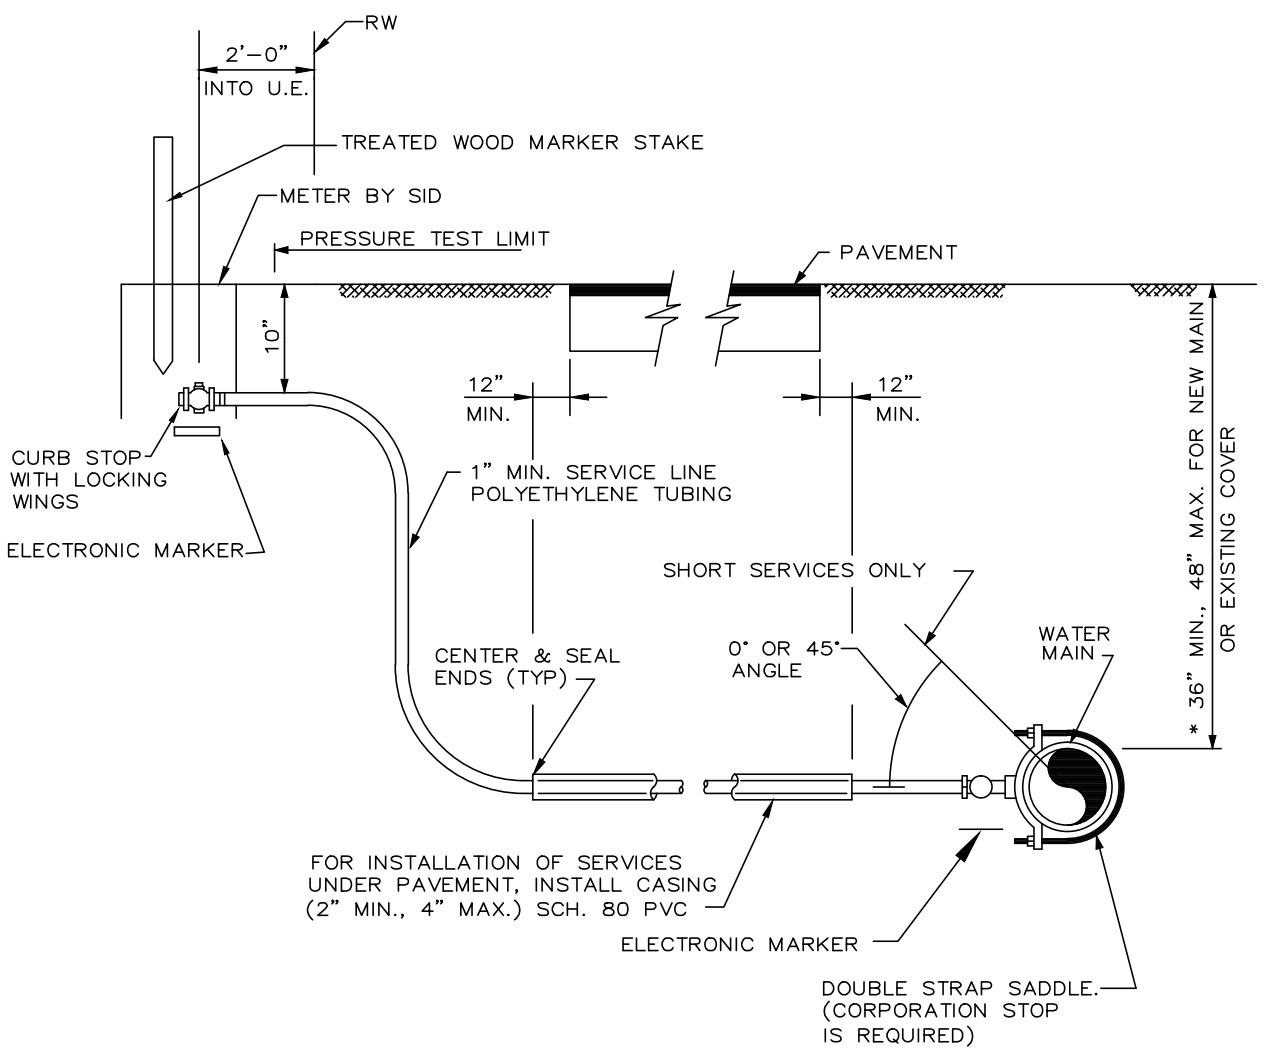 RW
2'-0"
INTO U.E.
TREATED WOOD MARKER STAKE
METER BY SID
PRESSURE TEST LIMIT
PAVEMENT
10"
12"
MIN.
12"
MIN.
CURB STOP
WITH LOCKING
WINGS
ELECTRONIC MARKER
1" MIN. SERVICE LINE
POLYETHYLENE TUBING
* 36" MIN., 48" MAX. FOR NEW MAIN
OR EXISTING COVER
SHORT SERVICES ONLY
0° OR 45°
ANGLE
WATER
MAIN
CENTER & SEAL
ENDS (TYP)
FOR INSTALLATION OF SERVICES
UNDER PAVEMENT, INSTALL CASING
(2" MIN., 4" MAX.) SCH. 80 PVC
ELECTRONIC MARKER
DOUBLE STRAP SADDLE.
(CORPORATION STOP
IS REQUIRED)